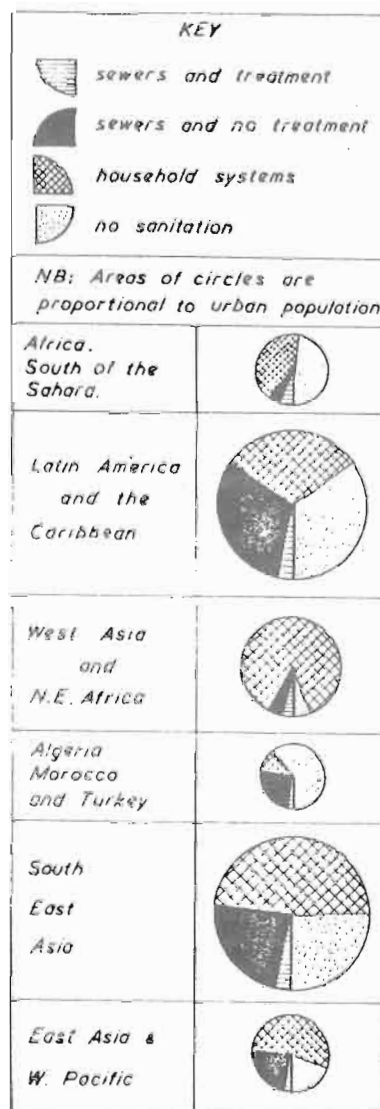 KEY
sewers and treatment
sewers and no treatment
household systems
no sanitation
NB: Areas of circles are
proportional to urban population
Africa.
South of the
Sahara.
Latin America
and the
Caribbean
West Asia
and
N.E. Africa
Algeria
Morocco
and Turkey
South
East
Asia
East Asia &
W. Pacific